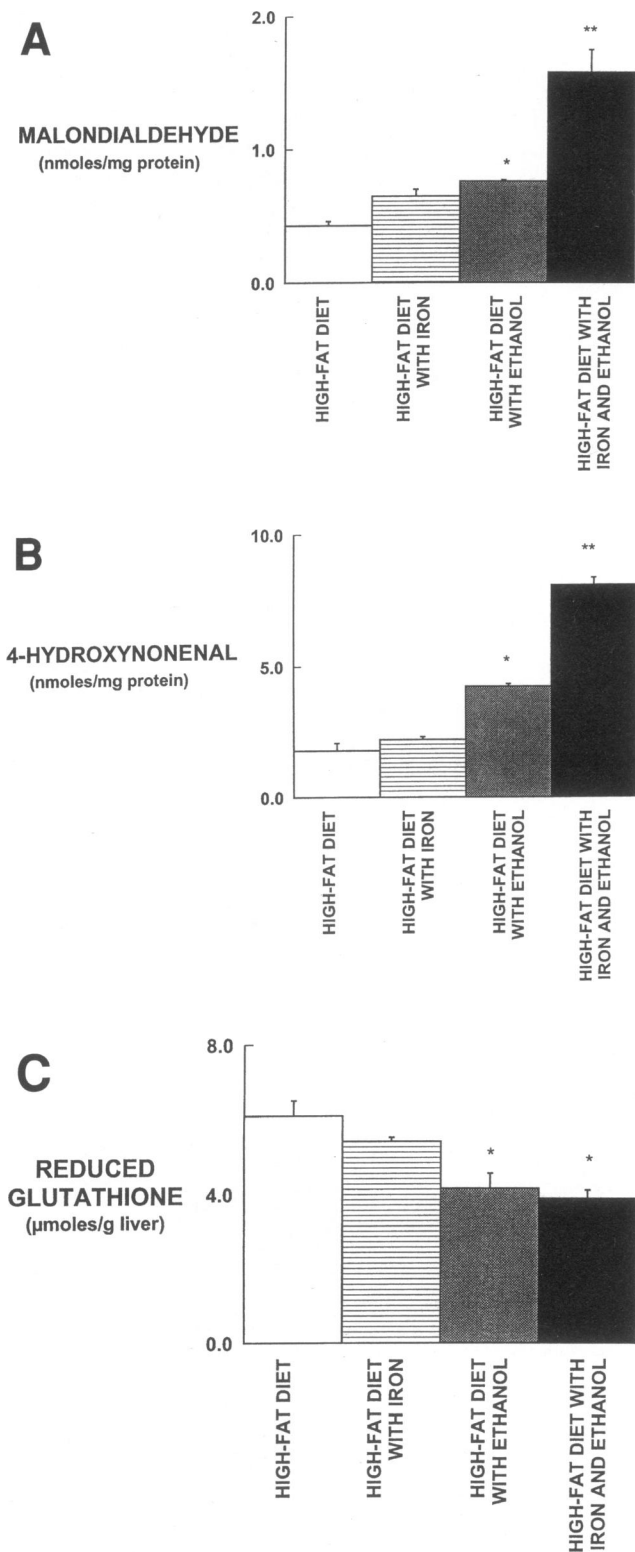 A
MALONDIALDEHYDE
(nmoles/mg protein)
2.0
1.0
0.0
*
**
HIGH-FAT DIET
HIGH-FAT DIET
WITH IRON
HIGH-FAT DIET
WITH ETHANOL
HIGH-FAT DIET WITH
IRON AND ETHANOL
B
4-HYDROXYNONENAL
(nmoles/mg protein)
10.0
5.0
0.0
*
**
HIGH-FAT DIET
HIGH-FAT DIET
WITH IRON
HIGH-FAT DIET
WITH ETHANOL
HIGH-FAT DIET WITH
IRON AND ETHANOL
C
REDUCED
GLUTATHIONE
(µmoles/g liver)
8.0
4.0
0.0
*
*
HIGH-FAT DIET
HIGH-FAT DIET
WITH IRON
HIGH-FAT DIET
WITH ETHANOL
HIGH-FAT DIET WITH
IRON AND ETHANOL